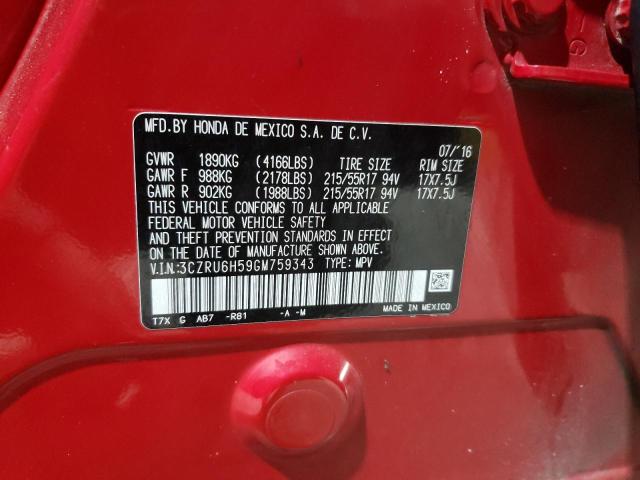 MFD.BY HONDA DE MEXICO S.A. DE C.V.
07/'16
GVWR 1890KG (4166LBS) TIRE SIZE RIM SIZE
GAWR F 988KG (2178LBS) 215/55R17 94V 17X7.5J
GAWR R 902KG (1988LBS) 215/55R17 94V 17X7.5J
THIS VEHICLE CONFORMS TO ALL APPLICABLE
FEDERAL MOTOR VEHICLE SAFETY
AND THEFT PREVENTION STANDARDS IN EFFECT
ON THE DATE OF MANUFACTURE SHOWN ABOVE.
V.I.N.:3CZRU6H59GM759343 TYPE: MPV
T7X G AB7 -R81 -A -M MADE IN MEXICO